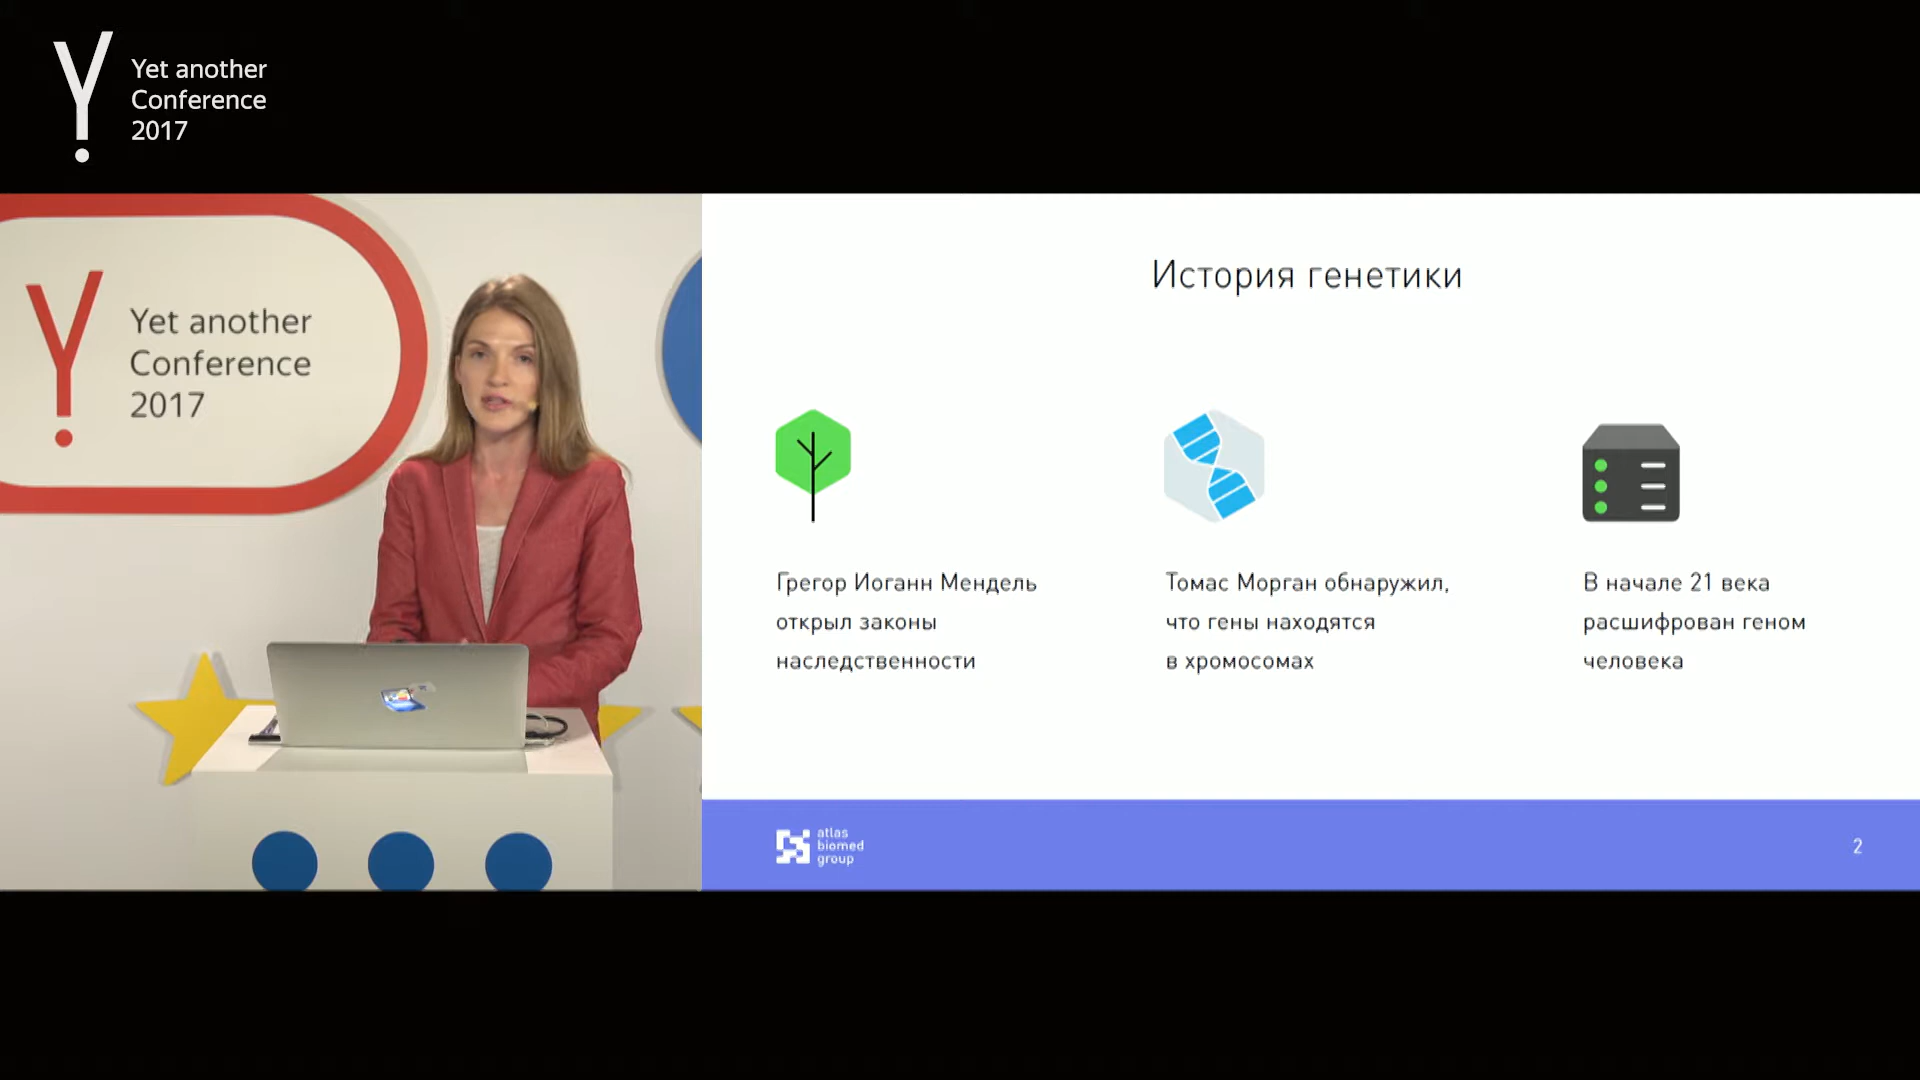 Yet another
Conference
2017
Yet another
Conference
2017
История генетики
Грегор Иоганн Мендель
открыл законы
наследственности
Томас Морган обнаружил,
что гены находятся
в хромосомах
В начале 21 века
расшифрован геном
человека
atlas
biomed
group
2